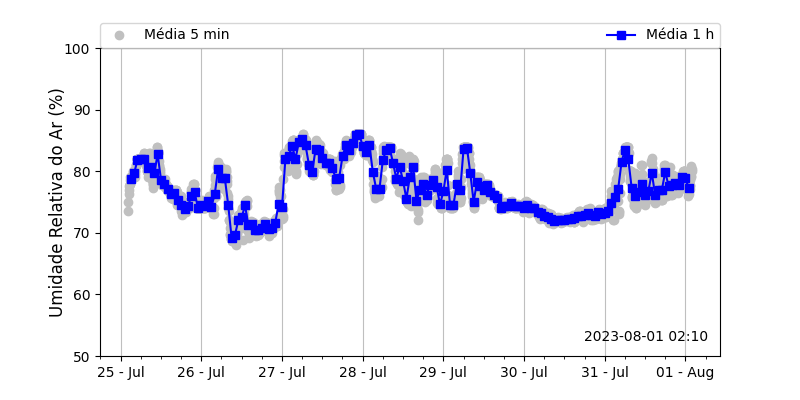 Média 5 min
Média 1 h
100
90
80
70
60
50
Umidade Relativa do Ar (%)
2023-08-01 02:10
25 - Jul
26 - Jul
27 - Jul
28 - Jul
29 - Jul
30 - Jul
31 - Jul
01 - Aug